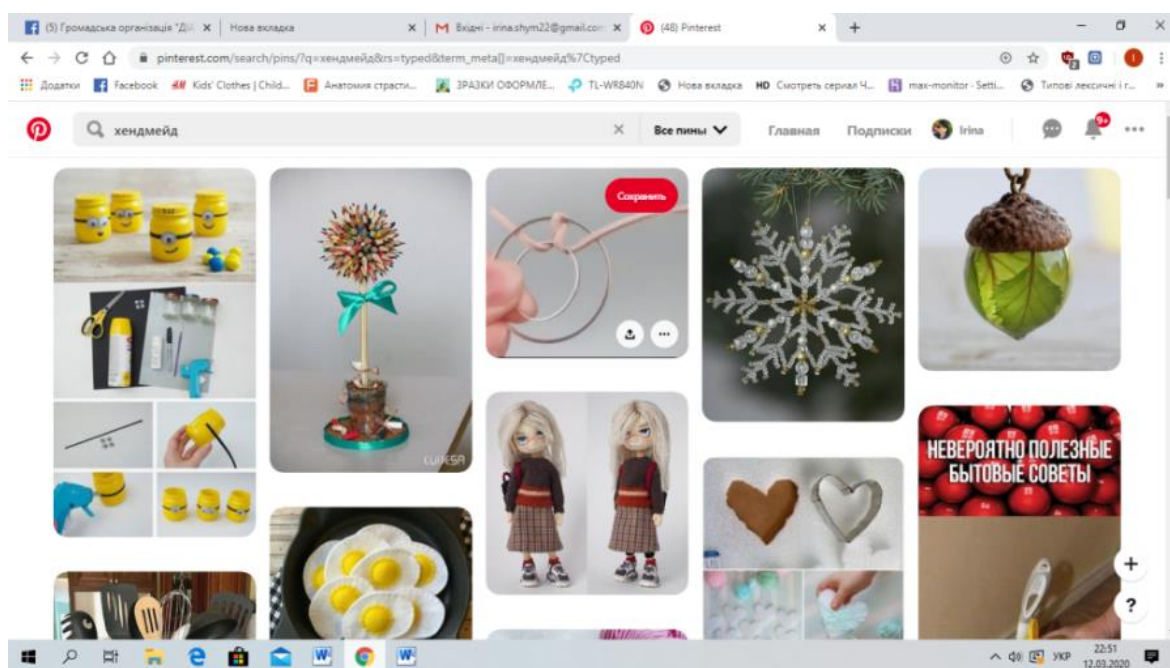 (5) Громадська організація "Дій
Нова вкладка
Вхідні - irina.shym22@gmail.com
(48) Pinterest
pinterest.com/search/pins/?q=хендмейд&rs=typed&term_meta[]=хендмейд%7Ctyped
Додатки
Facebook
Kids' Clothes | Child...
Анатомия страсти...
ЗРАЗКИ ОФОРМЛЕ...
TL-WR840N
Нова вкладка
HD Смотреть сериал Ч...
max-monitor - Setti...
Типові лексичні і г...
хендмейд
Все пины
Главная
Подписки
Irina
9+
Сохранить
НЕВЕРОЯТНО ПОЛЕЗНЫЕ
БЫТОВЫЕ СОВЕТЫ
УКР
22:51
12.03.2020